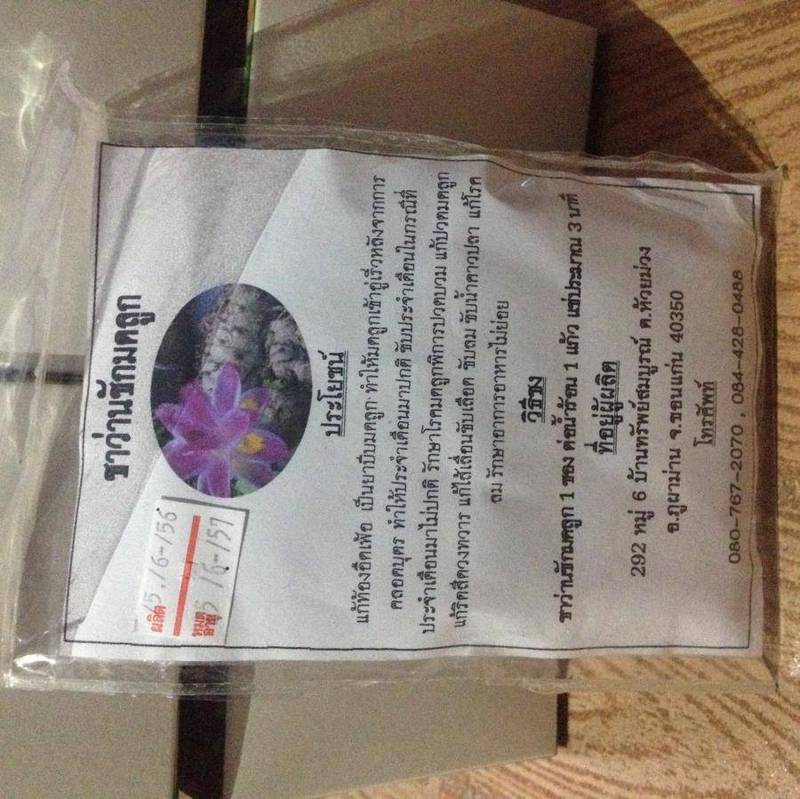 ชาว่านชักมดลูก
ผลิต
หมด
อายุ
ประโยชน์
แก้ท้องอืดเฟ้อ เป็นยาบีบมดลูก ทำให้มดลูกเข้าอู่เร็วหลังจากการ
คลอดบุตร ทำให้ประจำเดือนมาปกติ ขับประจำเดือนในกรณีที่
ประจำเดือนมาไม่ปกติ รักษาโรคมดลูกพิการปวดบวม แก้ปวดมดลูก
แก้ริดสีดวงทวาร แก้ไส้เลื่อนขับเลือด ขับลม ขับน้ำคาวปลา แก้โรค
ลม รักษาอาการอาหารไม่ย่อย
วิธีชง
ชาว่านชักมดลูก 1 ซอง ต่อน้ำร้อน 1 แก้ว แช่ประมาณ 3 นาที
ที่อยู่ผู้ผลิต
292 หมู่ 6 บ้านทรัพย์สมบูรณ์ ต.ห้วยม่วง
อ.ภูผาม่าน จ.ขอนแก่น 40350
โทรศัพท์
080-767-2070 , 084-428-0488